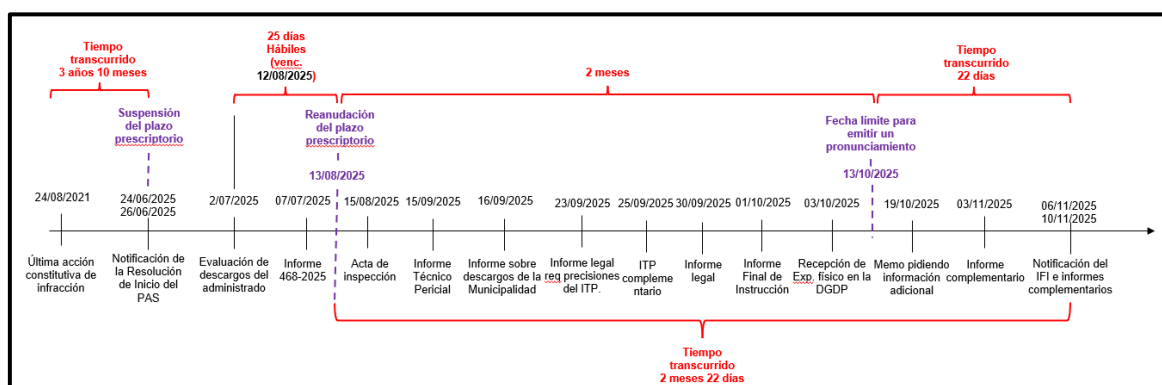 Tiempo
transcurrido
3 años 10 meses
25 días
Hábiles
(venc.
12/08/2025)
2 meses
Tiempo
transcurrido
22 días
Suspensión
del plazo
prescriptorio
Reanudación
del plazo
prescriptorio
13/08/2025
Fecha límite para
emitir un
pronunciamiento
13/10/2025
24/08/2021
24/06/2025
26/06/2025
2/07/2025
07/07/2025
15/08/2025
15/09/2025
16/09/2025
23/09/2025
25/09/2025
30/09/2025
01/10/2025
03/10/2025
19/10/2025
03/11/2025
06/11/2025
10/11/2025
Última acción
constitutiva de
infracción
Notificación de
la Resolución
de Inicio del
PAS
Evaluación de
descargos del
administrado
Informe
468-2025
Acta de
inspección
Informe
Técnico
Pericial
Informe sobre
descargos de la
Municipalidad
Informe legal
req precisiones
del ITP.
ITP
compleme
ntario
Informe
legal
Informe
Final de
Instrucción
Recepción de
Exp. físico en la
DGDP
Memo pidiendo
información
adicional
Informe
complementario
Notificación del
IFI e informes
complementarios
Tiempo
transcurrido
2 meses 22 días